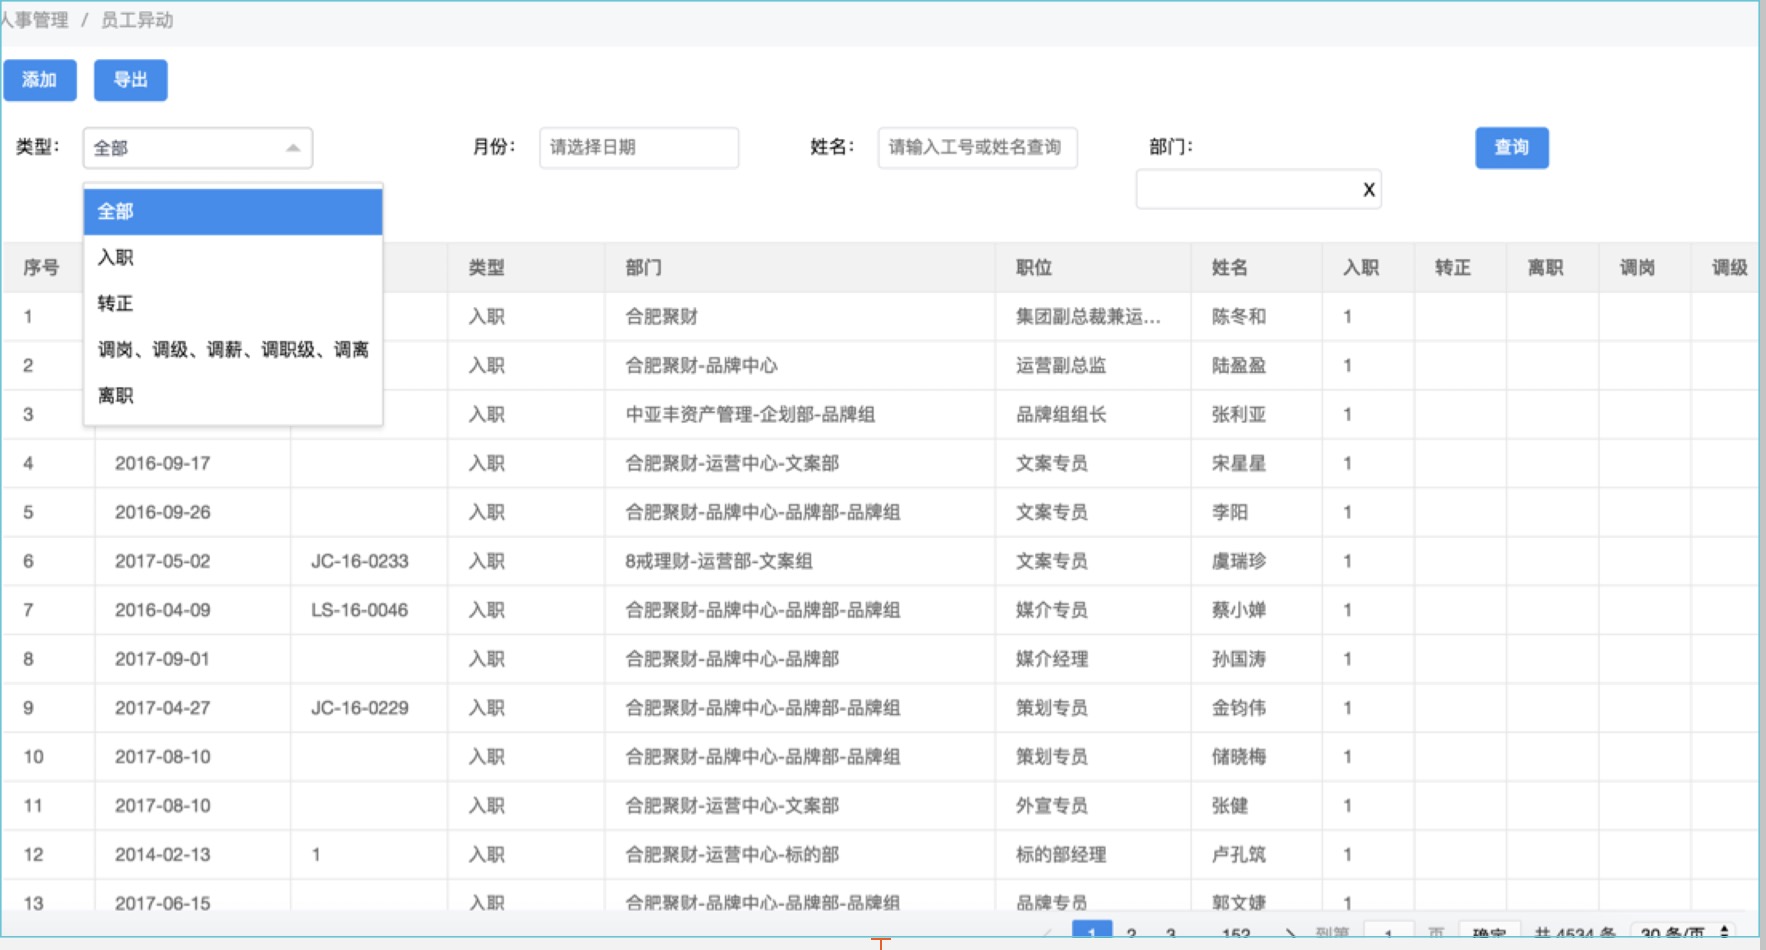 人事管理 / 员工异动
添加 导出
类型: 全部 月份: 请选择日期 姓名: 请输入工号或姓名查询 部门: 查询
X
全部
入职
转正
调岗、调级、调薪、调职级、调离
离职
序号 类型 部门 职位 姓名 入职 转正 离职 调岗 调级
1 入职 合肥聚财 集团副总裁兼运... 陈冬和 1
2 入职 合肥聚财-品牌中心 运营副总监 陆盈盈 1
3 入职 中亚丰资产管理-企划部-品牌组 品牌组组长 张利亚 1
4 2016-09-17 入职 合肥聚财-运营中心-文案部 文案专员 宋星星 1
5 2016-09-26 入职 合肥聚财-品牌中心-品牌部-品牌组 文案专员 李阳 1
6 2017-05-02 JC-16-0233 入职 8戒理财-运营部-文案组 文案专员 虞瑞珍 1
7 2016-04-09 LS-16-0046 入职 合肥聚财-品牌中心-品牌部-品牌组 媒介专员 蔡小婵 1
8 2017-09-01 入职 合肥聚财-品牌中心-品牌部 媒介经理 孙国涛 1
9 2017-04-27 JC-16-0229 入职 合肥聚财-品牌中心-品牌部-品牌组 策划专员 金钧伟 1
10 2017-08-10 入职 合肥聚财-品牌中心-品牌部-品牌组 策划专员 储晓梅 1
11 2017-08-10 入职 合肥聚财-运营中心-文案部 外宣专员 张健 1
12 2014-02-13 1 入职 合肥聚财-运营中心-标的部 标的部经理 卢孔筑 1
13 2017-06-15 入职 合肥聚财-品牌中心-品牌部-品牌组 品牌专员 郭文婕 1
1 2 3 152 到第 1 页 确定 共 4534 条 30 条/页